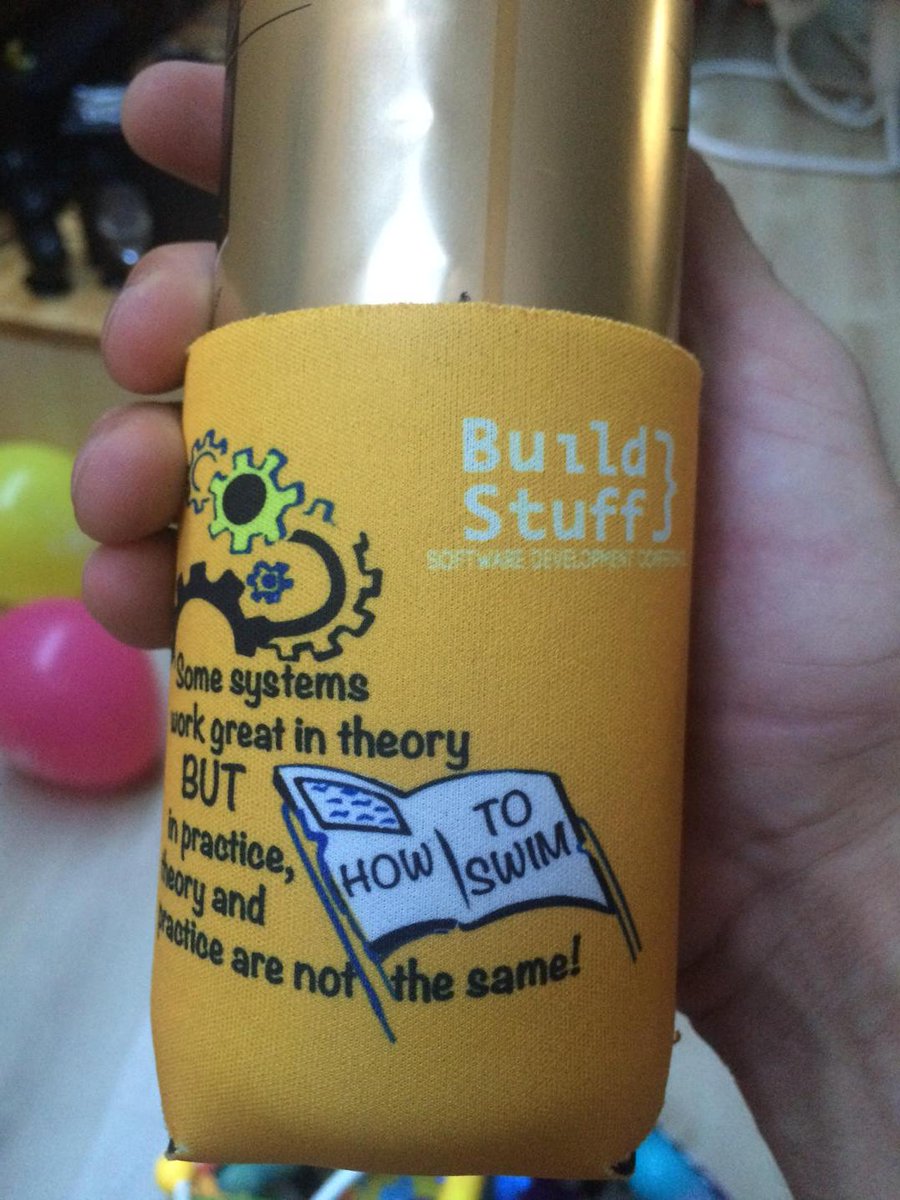 Build}
Stuff}
SOFTWARE DEVELOPMENT
Some systems
work great in theory
BUT
in practice,
theory and
practice are not the same!
HOW TO
SWIM